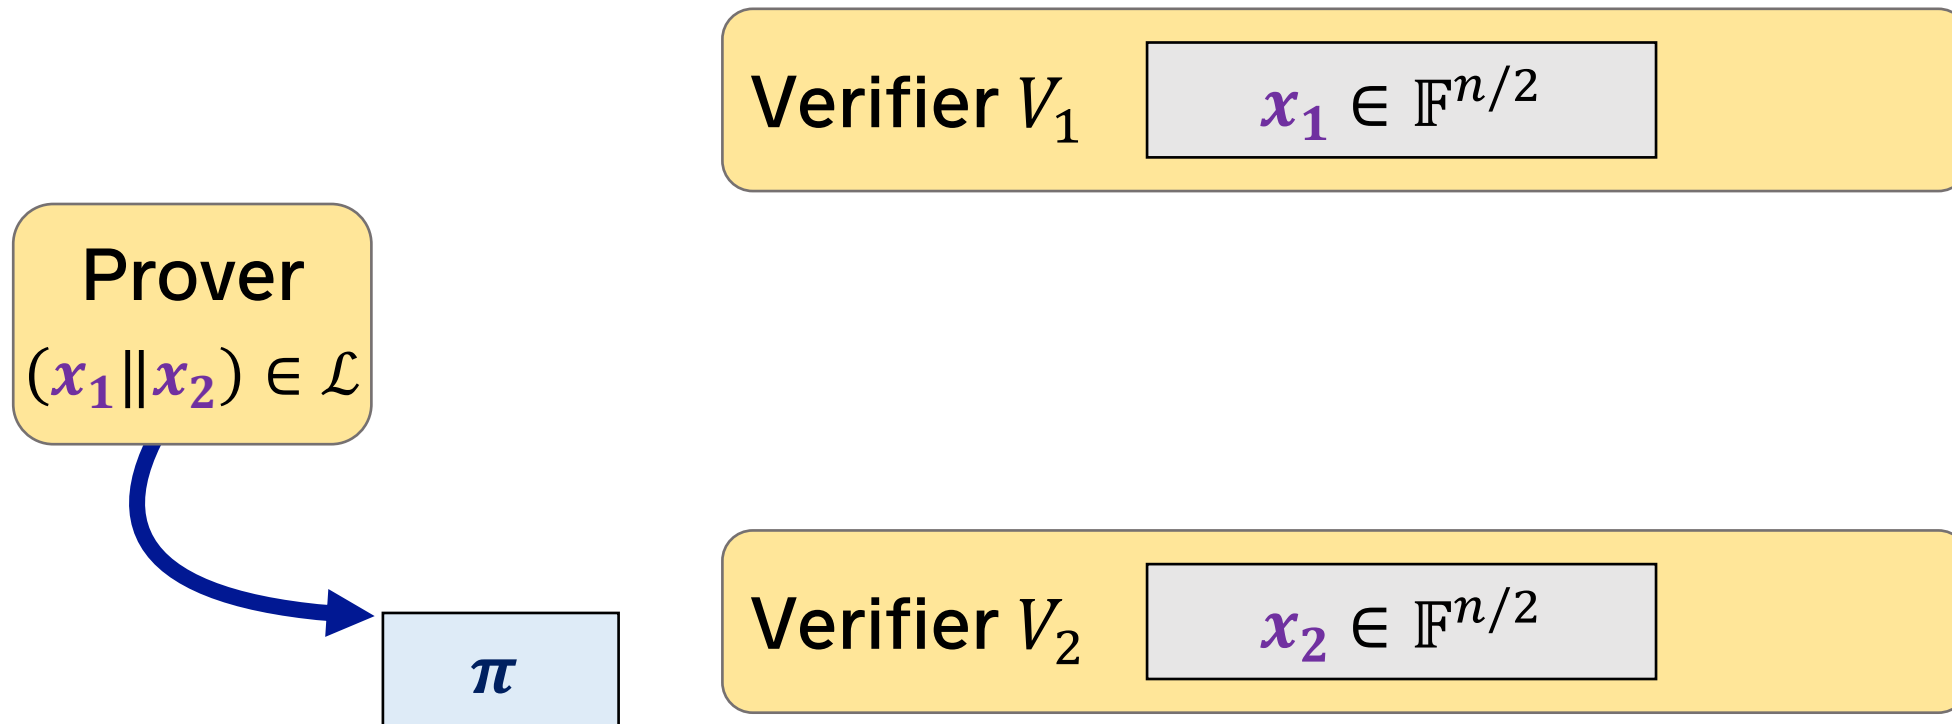 Verifier V₁
x₁ ∈ 𝔽^{n/2}
Prover
(x₁‖x₂) ∈ ℒ
π
Verifier V₂
x₂ ∈ 𝔽^{n/2}